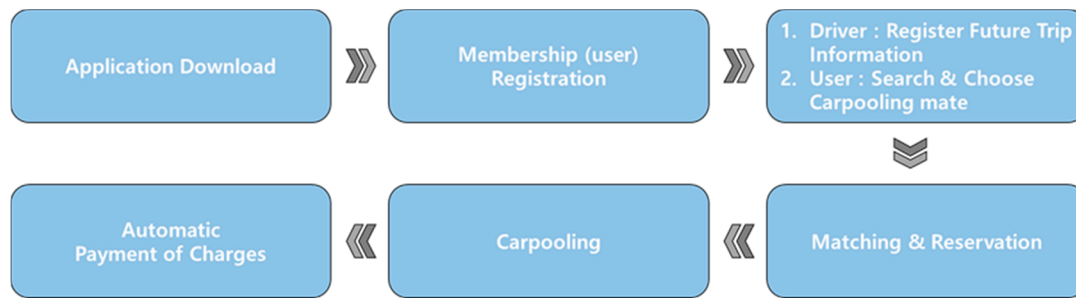 Application Download
Membership (user)
Registration
1. Driver : Register Future Trip
Information
2. User : Search & Choose
Carpooling mate
Automatic
Payment of Charges
Carpooling
Matching & Reservation